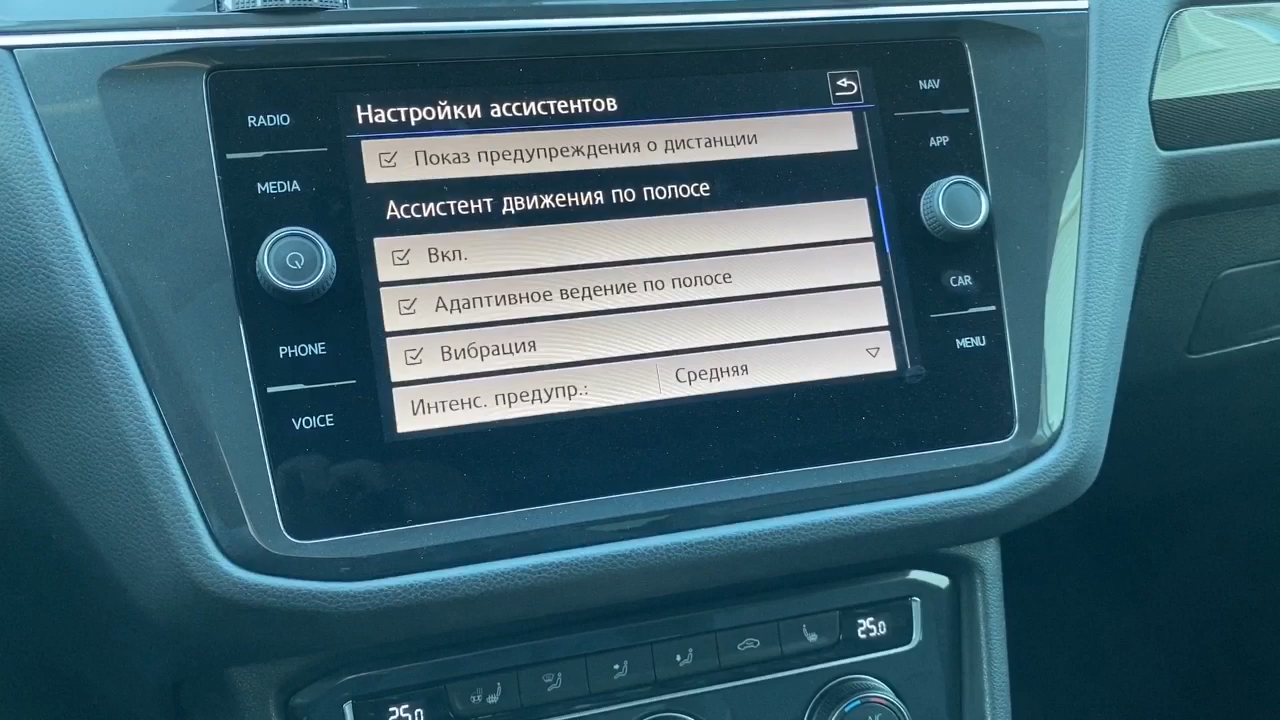 RADIO
MEDIA
PHONE
VOICE
Настройки ассистентов
Показ предупреждения о дистанции
Ассистент движения по полосе
Вкл.
Адаптивное ведение по полосе
Вибрация
Интенс. предупр.: Средняя
NAV
APP
CAR
MENU
25.0
25.0
A/C